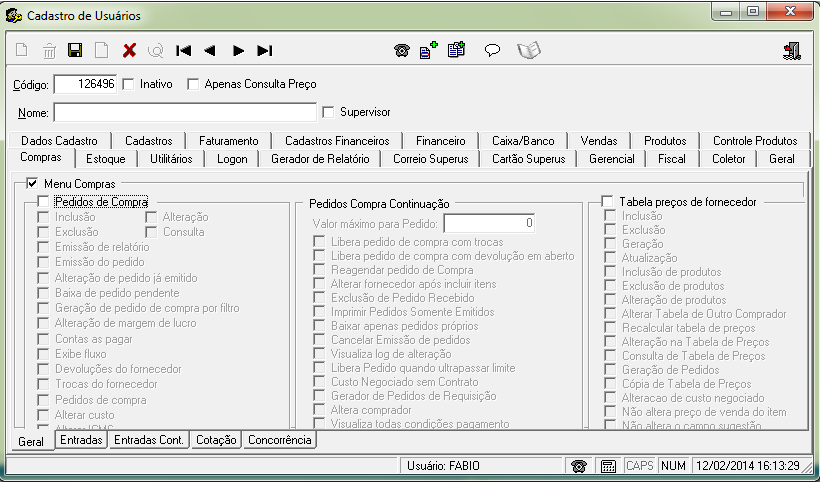 Cadastro de Usuários
Código: 126496 Inativo Apenas Consulta Preço
Nome: Supervisor
Dados Cadastro Cadastros Faturamento Cadastros Financeiros Financeiro Caixa/Banco Vendas Produtos Controle Produtos
Compras Estoque Utilitários Logon Gerador de Relatório Correio Superus Cartão Superus Gerencial Fiscal Coletor Geral
Menu Compras
Pedidos de Compra
Inclusão Alteração
Exclusão Consulta
Emissão de relatório
Emissão do pedido
Alteração de pedido já emitido
Baixa de pedido pendente
Geração de pedido de compra por filtro
Alteração de margem de lucro
Contas as pagar
Exibe fluxo
Devoluções do fornecedor
Trocas do fornecedor
Pedidos de compra
Alterar custo
Alterar ICMS
Pedidos Compra Continuação
Valor máximo para Pedido: 0
Libera pedido de compra com trocas
Libera pedido de compra com devolução em aberto
Reagendar pedido de Compra
Alterar fornecedor após incluir itens
Exclusão de Pedido Recebido
Imprimir Pedidos Somente Emitidos
Baixar apenas pedidos próprios
Cancelar Emissão de pedidos
Visualiza log de alteração
Libera Pedido quando ultrapassar limite
Custo Negociado sem Contrato
Gerador de Pedidos de Requisição
Altera comprador
Visualiza todas condições pagamento
Tabela preços de fornecedor
Inclusão
Exclusão
Geração
Atualização
Inclusão de produtos
Exclusão de produtos
Alteração de produtos
Alterar Tabela de Outro Comprador
Recalcular tabela de preços
Alteração na Tabela de Preços
Consulta de Tabela de Preços
Geração de Pedidos
Cópia de Tabela de Preços
Alteracao de custo negociado
Não altera preço de venda do item
Não altera o campo sugestão
Geral Entradas Entradas Cont. Cotação Concorrência
Usuário: FABIO CAPS NUM 12/02/2014 16:13:29